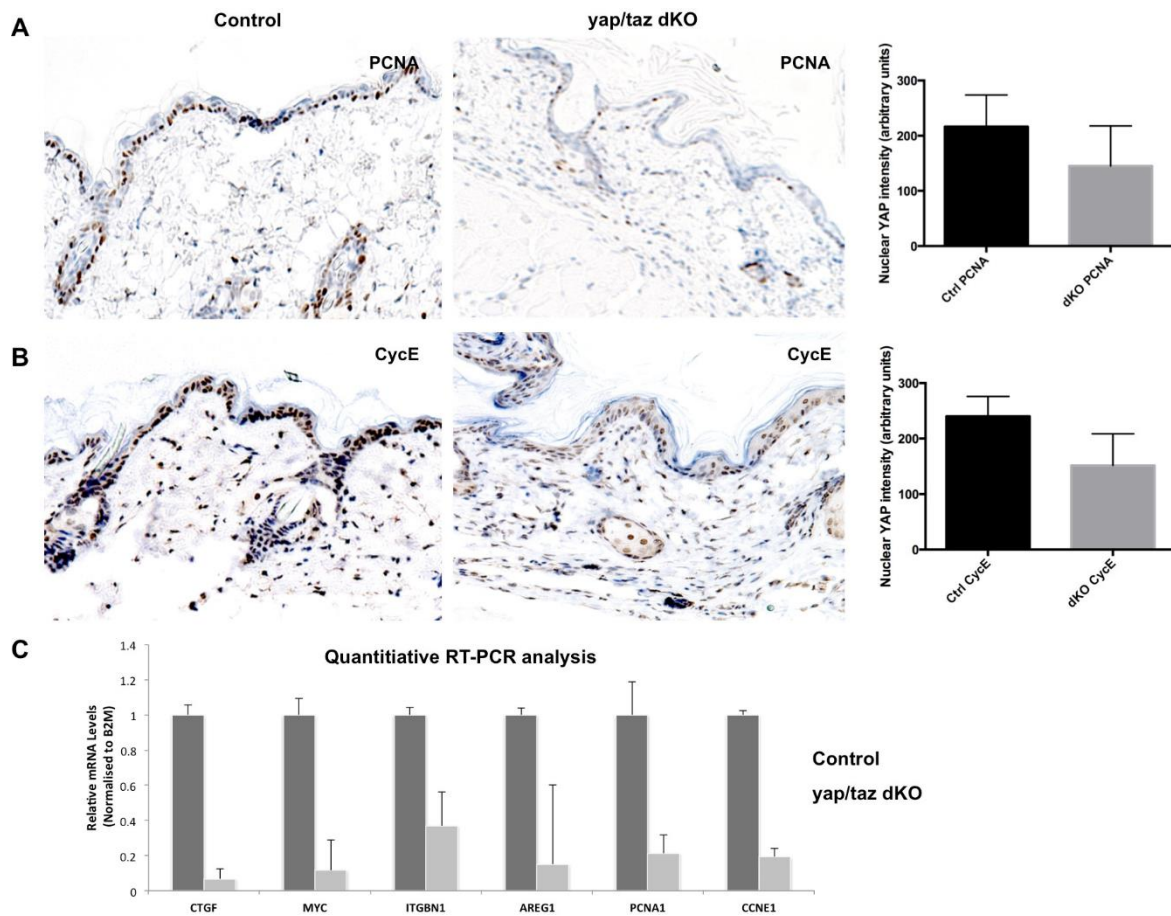 A
Control
yap/taz dKO
PCNA
PCNA
Nuclear YAP intensity (arbitrary units)
300
200
100
0
Ctrl PCNA
dKO PCNA
B
CycE
CycE
Nuclear YAP intensity (arbitrary units)
300
200
100
0
Ctrl CycE
dKO CycE
C
Quantitiative RT-PCR analysis
Relative mRNA Levels
(Normalised to B2M)
1.4
1.2
1
0.8
0.6
0.4
0.2
0
CTGF
MYC
ITGBN1
AREG1
PCNA1
CCNE1
Control
yap/taz dKO